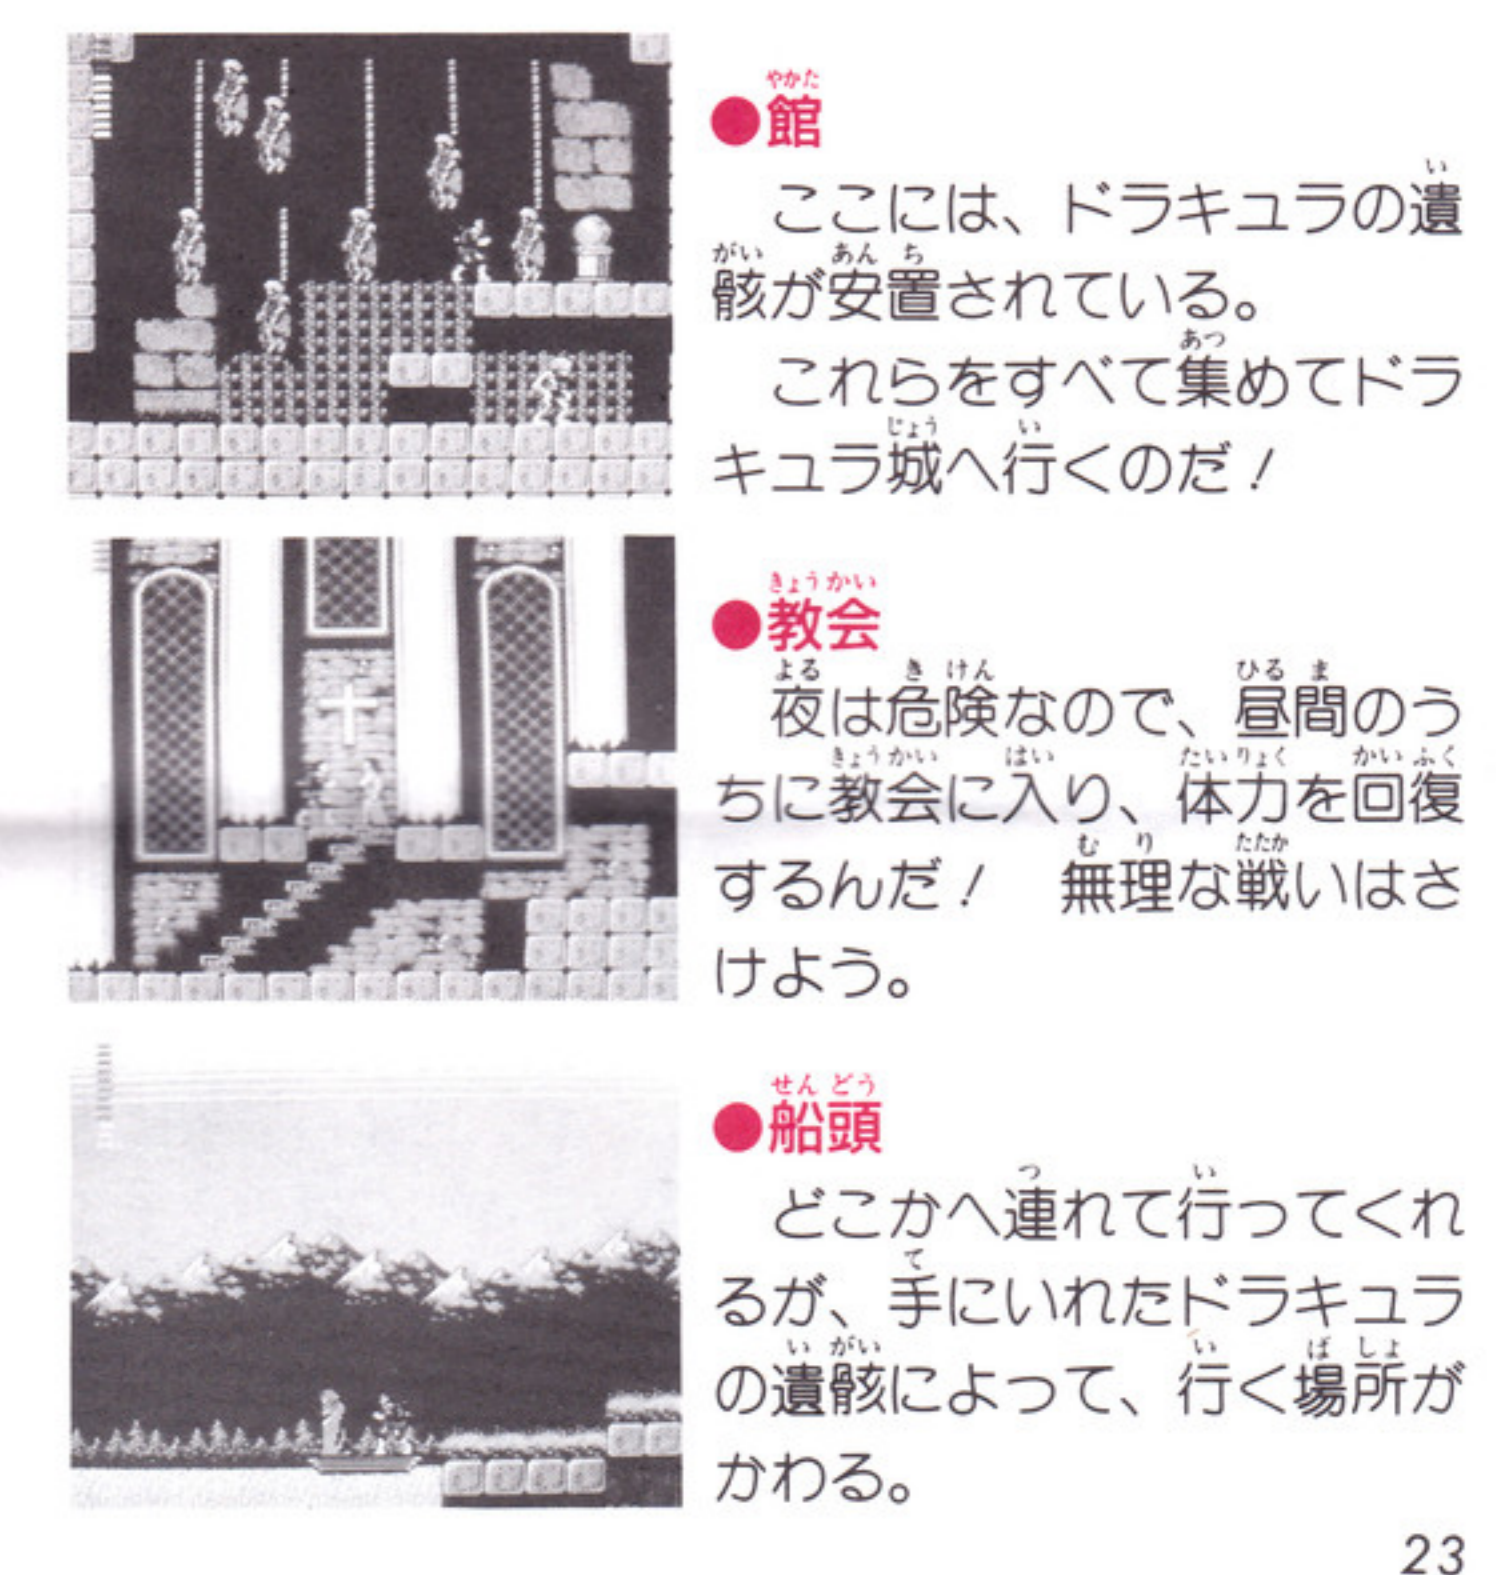 ●館
ここには、ドラキュラの遺
骸が安置されている。
これらをすべて集めてドラ
キュラ城へ行くのだ！
●教会
夜は危険なので、昼間のう
ちに教会に入り、体力を回復
するんだ！　無理な戦いはさ
けよう。
●船頭
どこかへ連れて行ってくれ
るが、手にいれたドラキュラ
の遺骸によって、行く場所が
かわる。
23